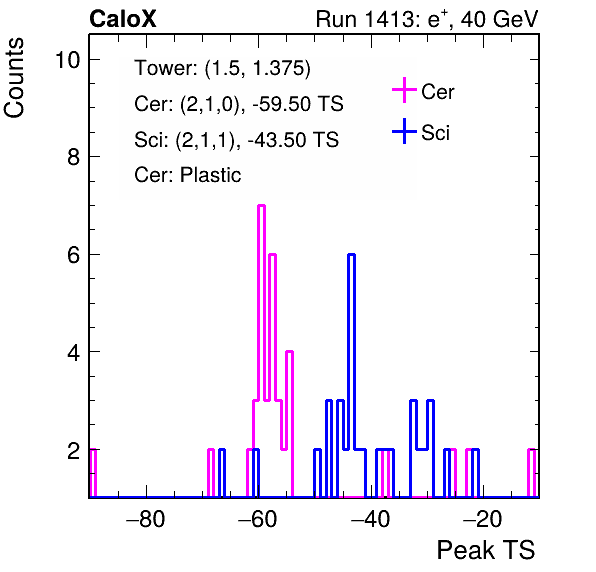 CaloX Run 1413: e+, 40 GeV
Counts
Tower: (1.5, 1.375)
Cer: (2,1,0), -59.50 TS
Sci: (2,1,1), -43.50 TS
Cer: Plastic
Cer
Sci
10
8
6
4
2
−80 −60 −40 −20
Peak TS